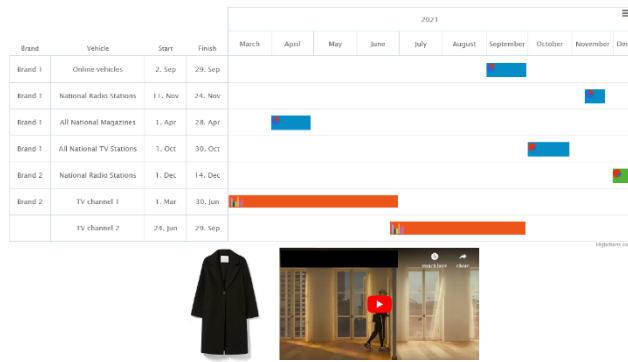 2021
Brand Vehicle Start Finish March April May June July August September October November Dec
Brand 1 Online vehicles 2. Sep 29. Sep
Brand 1 National Radio Stations 11. Nov 24. Nov
Brand 1 All National Magazines 1. Apr 28. Apr
Brand 1 All National TV Stations 1. Oct 30. Oct
Brand 2 National Radio Stations 1. Dec 14. Dec
Brand 2 TV channel 1 1. Mar 30. Jun
TV channel 2 24. Jun 29. Sep